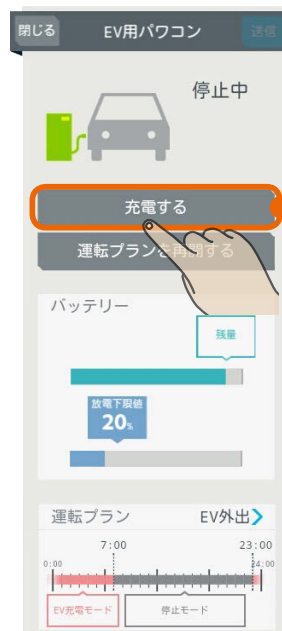 閉じる EV用パワコン 送信
停止中
充電する
運転プランを再開する
バッテリー
残量
放電下限値
20%
運転プラン EV外出
7:00 23:00
0:00 24:00
EV充電モード 停止モード